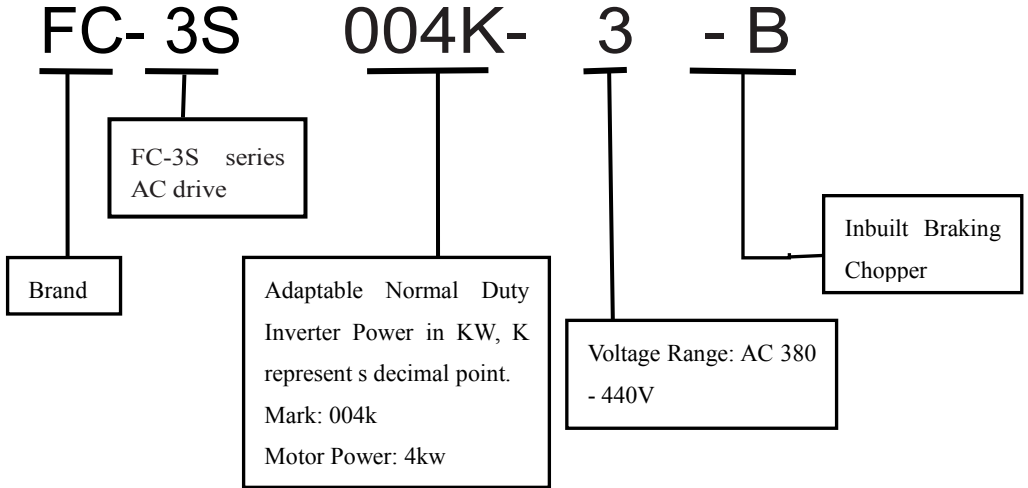 FC- 3S 004K- 3 - B
FC-3S series
AC drive
Inbuilt Braking
Chopper
Brand
Adaptable Normal Duty
Inverter Power in KW, K
represent s decimal point.
Mark: 004k
Motor Power: 4kw
Voltage Range: AC 380
- 440V